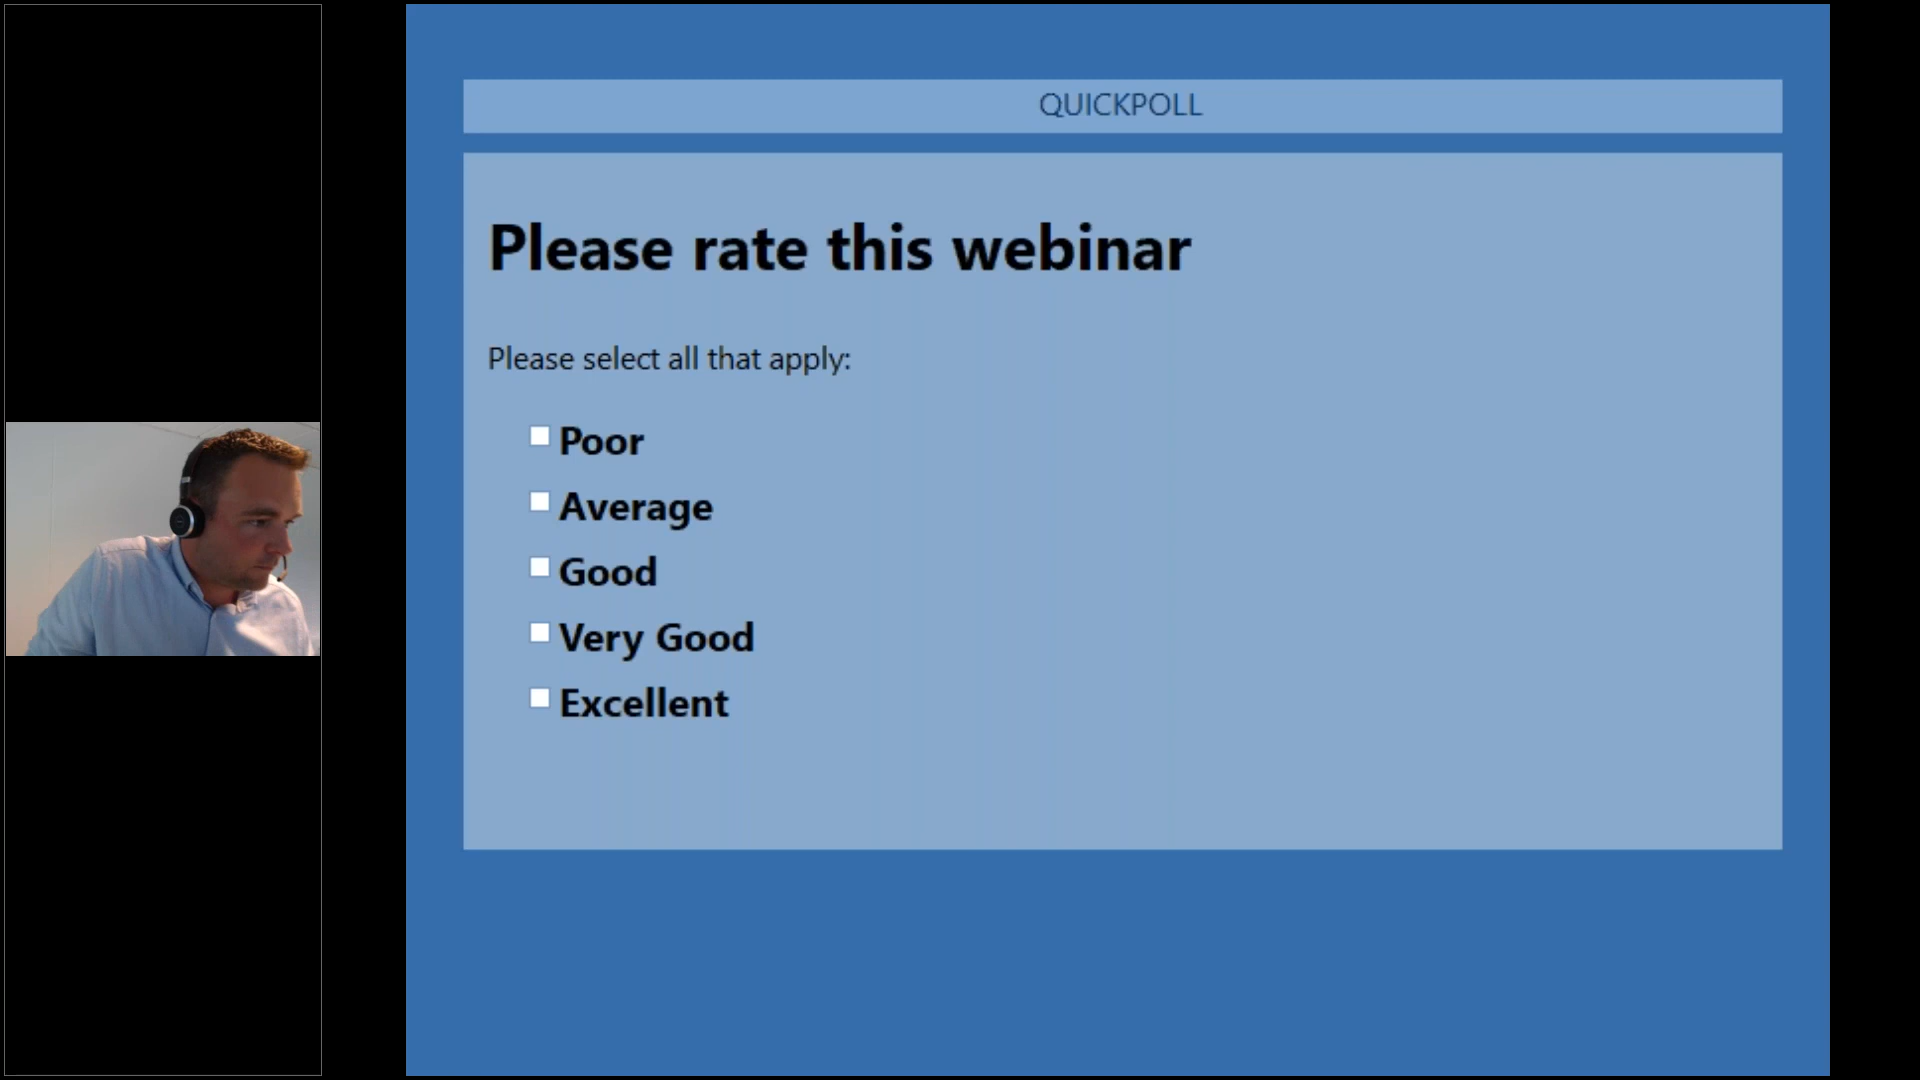 QUICKPOLL
Please rate this webinar
Please select all that apply:
Poor
Average
Good
Very Good
Excellent